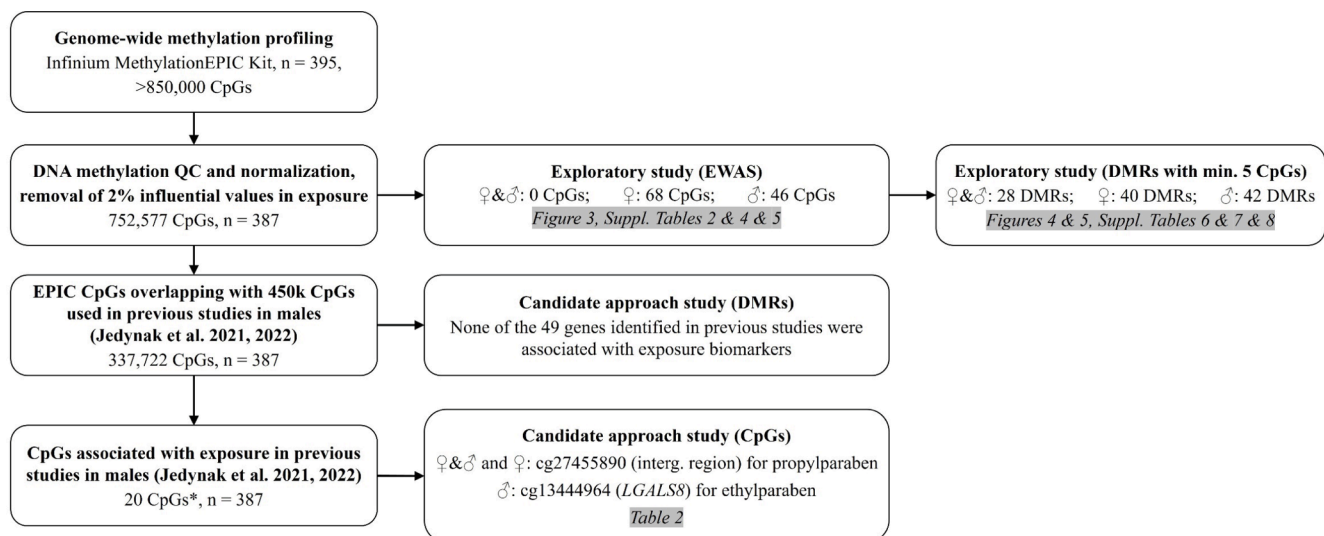 Genome-wide methylation profiling
Infinium MethylationEPIC Kit, n = 395,
>850,000 CpGs
DNA methylation QC and normalization,
removal of 2% influential values in exposure
752,577 CpGs, n = 387
Exploratory study (EWAS)
♀&♂: 0 CpGs; ♀: 68 CpGs; ♂: 46 CpGs
Figure 3, Suppl. Tables 2 & 4 & 5
Exploratory study (DMRs with min. 5 CpGs)
♀&♂: 28 DMRs; ♀: 40 DMRs; ♂: 42 DMRs
Figures 4 & 5, Suppl. Tables 6 & 7 & 8
EPIC CpGs overlapping with 450k CpGs
used in previous studies in males
(Jedynak et al. 2021, 2022)
337,722 CpGs, n = 387
Candidate approach study (DMRs)
None of the 49 genes identified in previous studies were
associated with exposure biomarkers
CpGs associated with exposure in previous
studies in males (Jedynak et al. 2021, 2022)
20 CpGs*, n = 387
Candidate approach study (CpGs)
♀&♂ and ♀: cg27455890 (interg. region) for propylparaben
♂: cg13444964 (LGALS8) for ethylparaben
Table 2